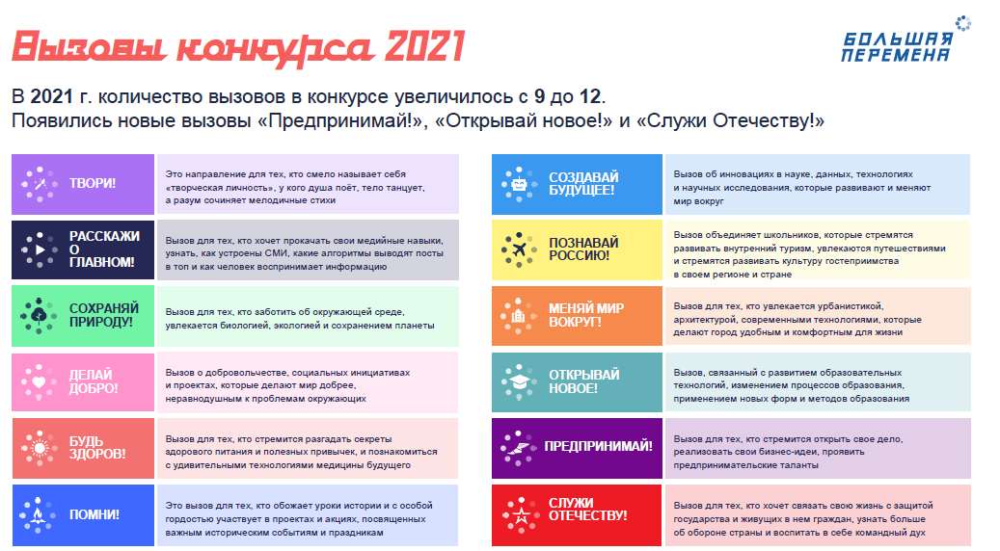 Вызовы конкурса 2021
БОЛЬШАЯ
ПЕРЕМЕНА
В 2021 г. количество вызовов в конкурсе увеличилось с 9 до 12.
Появились новые вызовы «Предпринимай!», «Открывай новое!» и «Служи Отечеству!»
ТВОРИ!
Это направление для тех, кто смело называет себя
«творческая личность», у кого душа поёт, тело танцует,
а разум сочиняет мелодичные стихи
РАССКАЖИ
О
ГЛАВНОМ!
Вызов для тех, кто хочет прокачать свои медийные навыки,
узнать, как устроены СМИ, какие алгоритмы выводят посты
в топ и как человек воспринимает информацию
СОХРАНЯЙ
ПРИРОДУ!
Вызов для тех, кто заботить об окружающей среде,
увлекается биологией, экологией и сохранением планеты
ДЕЛАЙ
ДОБРО!
Вызов о добровольчестве, социальных инициативах
и проектах, которые делают мир добрее,
неравнодушным к проблемам окружающих
БУДЬ
ЗДОРОВ!
Вызов для тех, кто стремится разгадать секреты
здорового питания и полезных привычек, и познакомиться
с удивительными технологиями медицины будущего
ПОМНИ!
Это вызов для тех, кто обожает уроки истории и с особой
гордостью участвует в проектах и акциях, посвященных
важным историческим событиям и праздникам
СОЗДАВАЙ
БУДУЩЕЕ!
Вызов об инновациях в науке, данных, технологиях
и научных исследования, которые развивают и меняют
мир вокруг
ПОЗНАВАЙ
РОССИЮ!
Вызов объединяет школьников, которые стремятся
развивать внутренний туризм, увлекаются путешествиями
и стремятся развивать культуру гостеприимства
в своем регионе и стране
МЕНЯЙ МИР
ВОКРУГ!
Вызов для тех, кто увлекается урбанистикой,
архитектурой, современными технологиями, которые
делают город удобным и комфортным для жизни
ОТКРЫВАЙ
НОВОЕ!
Вызов, связанный с развитием образовательных
технологий, изменением процессов образования,
применением новых форм и методов образования
ПРЕДПРИНИМАЙ!
Вызов для тех, кто стремится открыть свое дело,
реализовать свои бизнес-идеи, проявить
предпринимательские таланты
СЛУЖИ
ОТЕЧЕСТВУ!
Вызов для тех, кто хочет связать свою жизнь с защитой
государства и живущих в нем граждан, узнать больше
об обороне страны и воспитать в себе командный дух